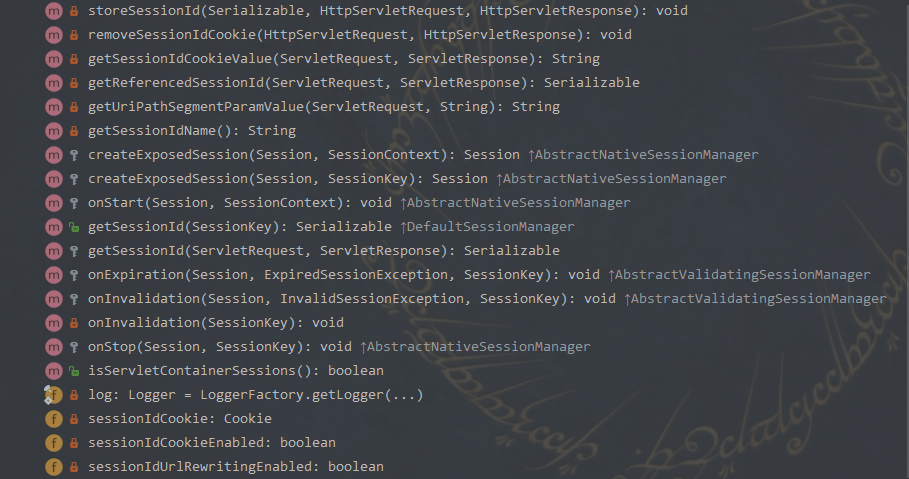 storeSessionId(Serializable, HttpServletRequest, HttpServletResponse): void
removeSessionIdCookie(HttpServletRequest, HttpServletResponse): void
getSessionIdCookieValue(ServletRequest, ServletResponse): String
getReferencedSessionId(ServletRequest, ServletResponse): Serializable
getUriPathSegmentParamValue(ServletRequest, String): String
getSessionIdName(): String
createExposedSession(Session, SessionContext): Session ↑AbstractNativeSessionManager
createExposedSession(Session, SessionKey): Session ↑AbstractNativeSessionManager
onStart(Session, SessionContext): void ↑AbstractNativeSessionManager
getSessionId(SessionKey): Serializable ↑DefaultSessionManager
getSessionId(ServletRequest, ServletResponse): Serializable
onExpiration(Session, ExpiredSessionException, SessionKey): void ↑AbstractValidatingSessionManager
onInvalidation(Session, InvalidSessionException, SessionKey): void ↑AbstractValidatingSessionManager
onInvalidation(SessionKey): void
onStop(Session, SessionKey): void ↑AbstractNativeSessionManager
isServletContainerSessions(): boolean
log: Logger = LoggerFactory.getLogger(...)
sessionIdCookie: Cookie
sessionIdCookieEnabled: boolean
sessionIdUrlRewritingEnabled: boolean